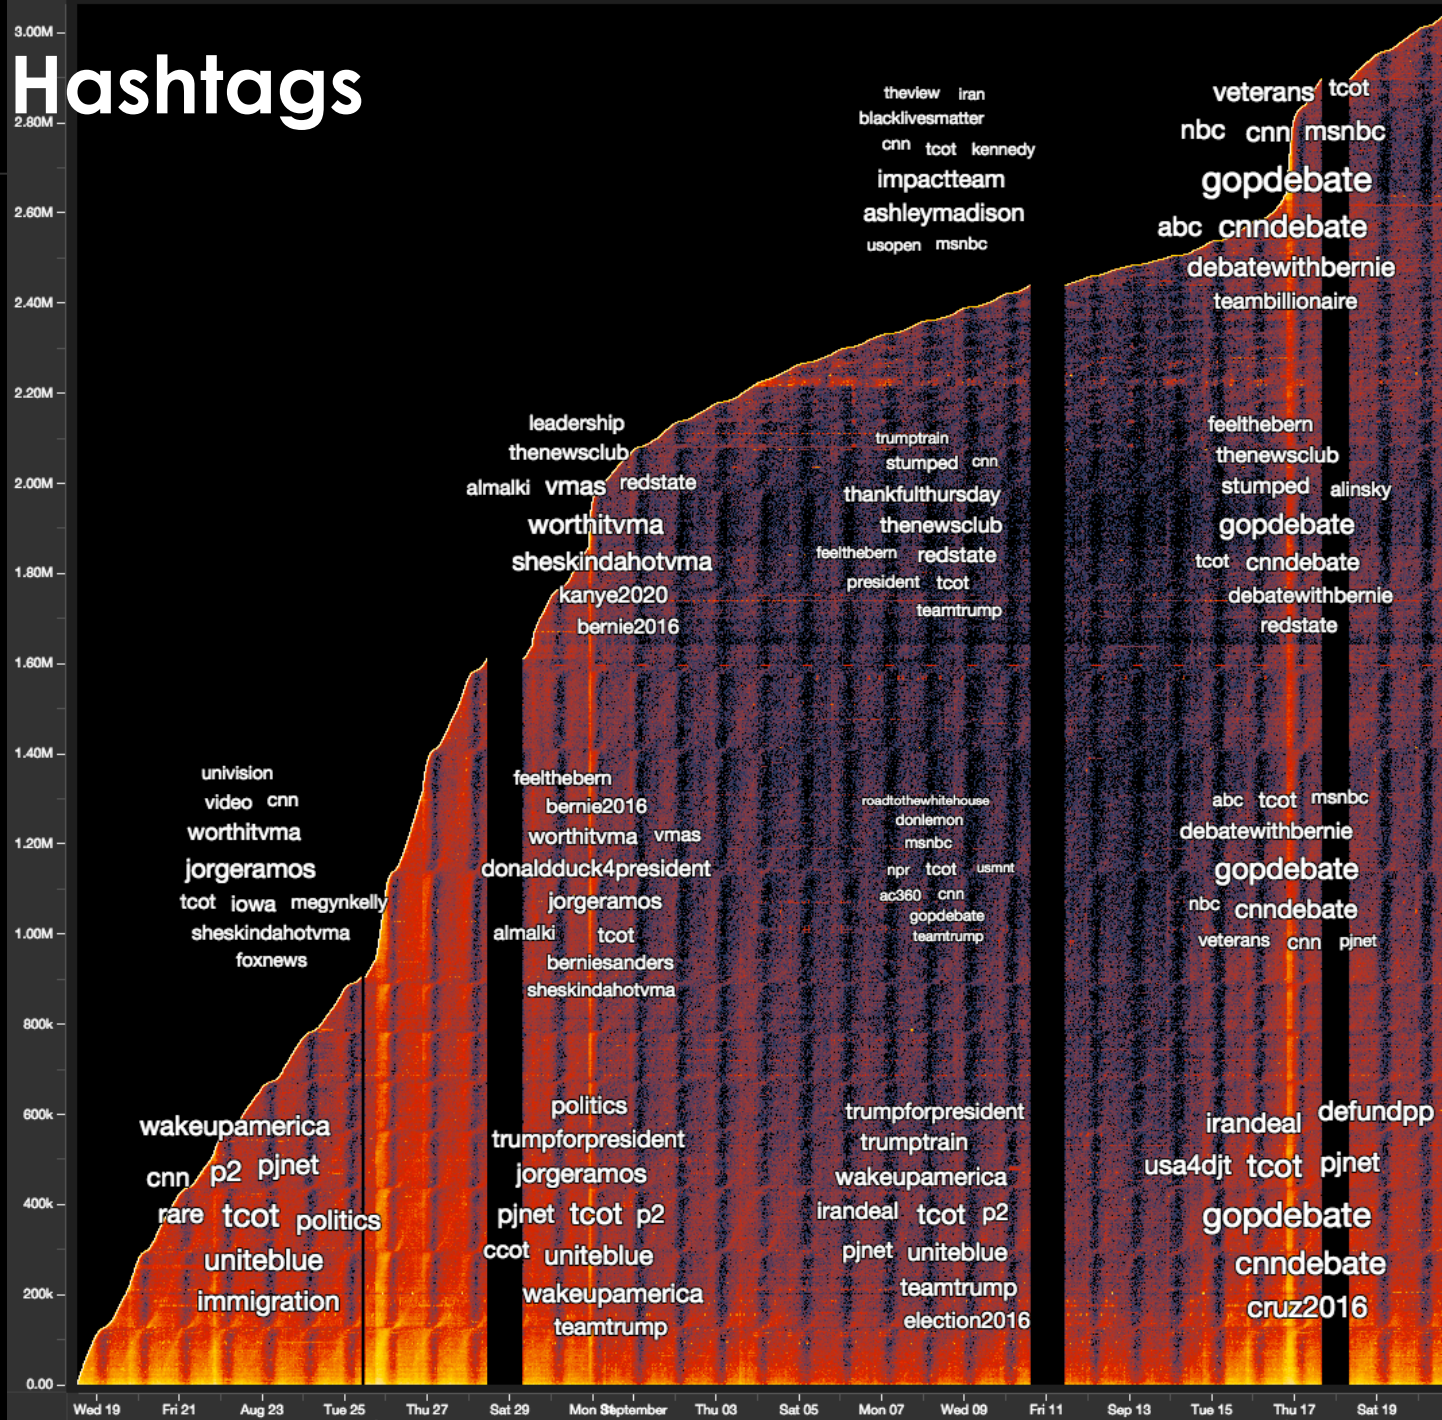 Hashtags
3.00M
2.80M
2.60M
2.40M
2.20M
2.00M
1.80M
1.60M
1.40M
1.20M
1.00M
800k
600k
400k
200k
0.00
univision
video cnn
worthitvma
jorgeramos
tcot iowa megynkelly
sheskindahotvma
foxnews
wakeupamerica
cnn p2 pjnet
rare tcot politics
uniteblue
immigration
leadership
thenewsclub
almalki vmas redstate
worthitvma
sheskindahotvma
kanye2020
bernie2016
feelthebern
bernie2016
worthitvma vmas
donaldduck4president
jorgeramos
almalki tcot
berniesanders
sheskindahotvma
politics
trumpforpresident
jorgeramos
pjnet tcot p2
ccot uniteblue
wakeupamerica
teamtrump
theview iran
blacklivesmatter
cnn tcot kennedy
impactteam
ashleymadison
usopen msnbc
trumptrain
stumped cnn
thankfulthursday
thenewsclub
feelthebern redstate
president tcot
teamtrump
roadtothewhitehouse
donlemon
msnbc
npr tcot usmnt
ac360 cnn
gopdebate
teamtrump
trumpforpresident
trumptrain
wakeupamerica
irandeal tcot p2
pjnet uniteblue
teamtrump
election2016
veterans tcot
nbc cnn msnbc
gopdebate
abc cnndebate
debatewithbernie
teambillionaire
feelthebern
thenewsclub
stumped alinsky
gopdebate
tcot cnndebate
debatewithbernie
redstate
abc tcot msnbc
debatewithbernie
gopdebate
nbc cnndebate
veterans cnn pjnet
irandeal defundpp
usa4djt tcot pjnet
gopdebate
cnndebate
cruz2016
Wed 19 Fri 21 Aug 23 Tue 25 Thu 27 Sat 29 Mon 31 September Thu 03 Sat 05 Mon 07 Wed 09 Fri 11 Sep 13 Tue 15 Thu 17 Sat 19